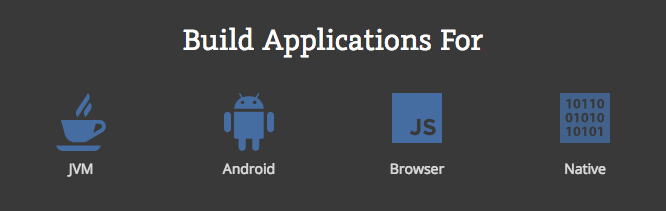 Build Applications For
JS
10110
01010
10101
JVM Android Browser Native